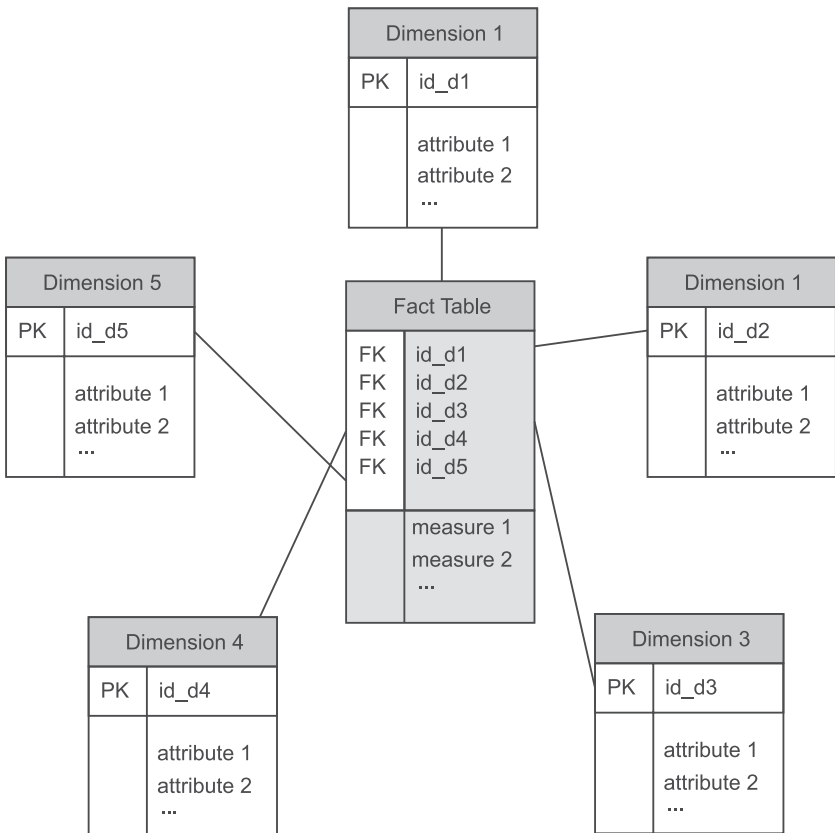 Dimension 1
PK id_d1
attribute 1
attribute 2
...
Dimension 5
PK id_d5
attribute 1
attribute 2
...
Fact Table
FK id_d1
FK id_d2
FK id_d3
FK id_d4
FK id_d5
measure 1
measure 2
...
Dimension 1
PK id_d2
attribute 1
attribute 2
...
Dimension 4
PK id_d4
attribute 1
attribute 2
...
Dimension 3
PK id_d3
attribute 1
attribute 2
...